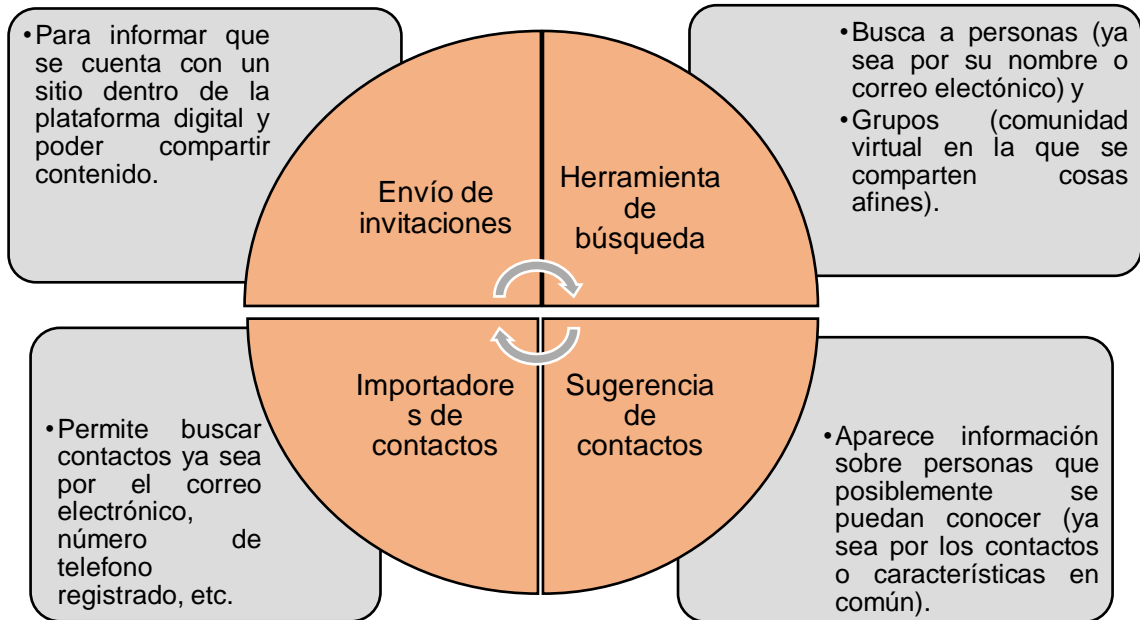 •Para informar que
se cuenta con un
sitio dentro de la
plataforma digital y
poder compartir
contenido.
Envío de
invitaciones
Herramienta
de
búsqueda
•Busca a personas (ya
sea por su nombre o
correo electónico) y
•Grupos (comunidad
virtual en la que se
comparten cosas
afines).
•Permite buscar
contactos ya sea
por el correo
electrónico,
número de
telefono
registrado, etc.
Importadore
s de
contactos
Sugerencia
de
contactos
•Aparece información
sobre personas que
posiblemente se
puedan conocer (ya
sea por los contactos
o características en
común).